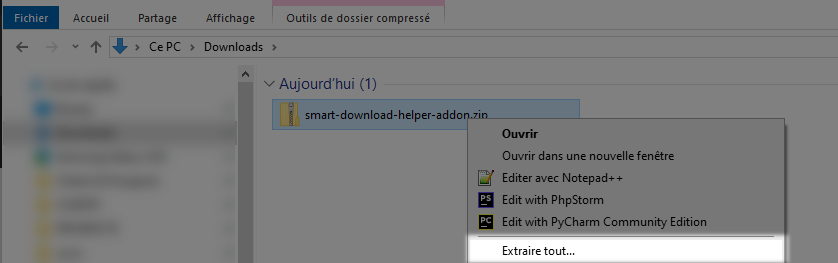 Fichier Accueil Partage Affichage Outils de dossier compressé
Ce PC Downloads
Aujourd'hui (1)
smart-download-helper-addon.zip
Ouvrir
Ouvrir dans une nouvelle fenêtre
Editer avec Notepad++
PS Edit with PhpStorm
PC Edit with PyCharm Community Edition
Extraire tout...